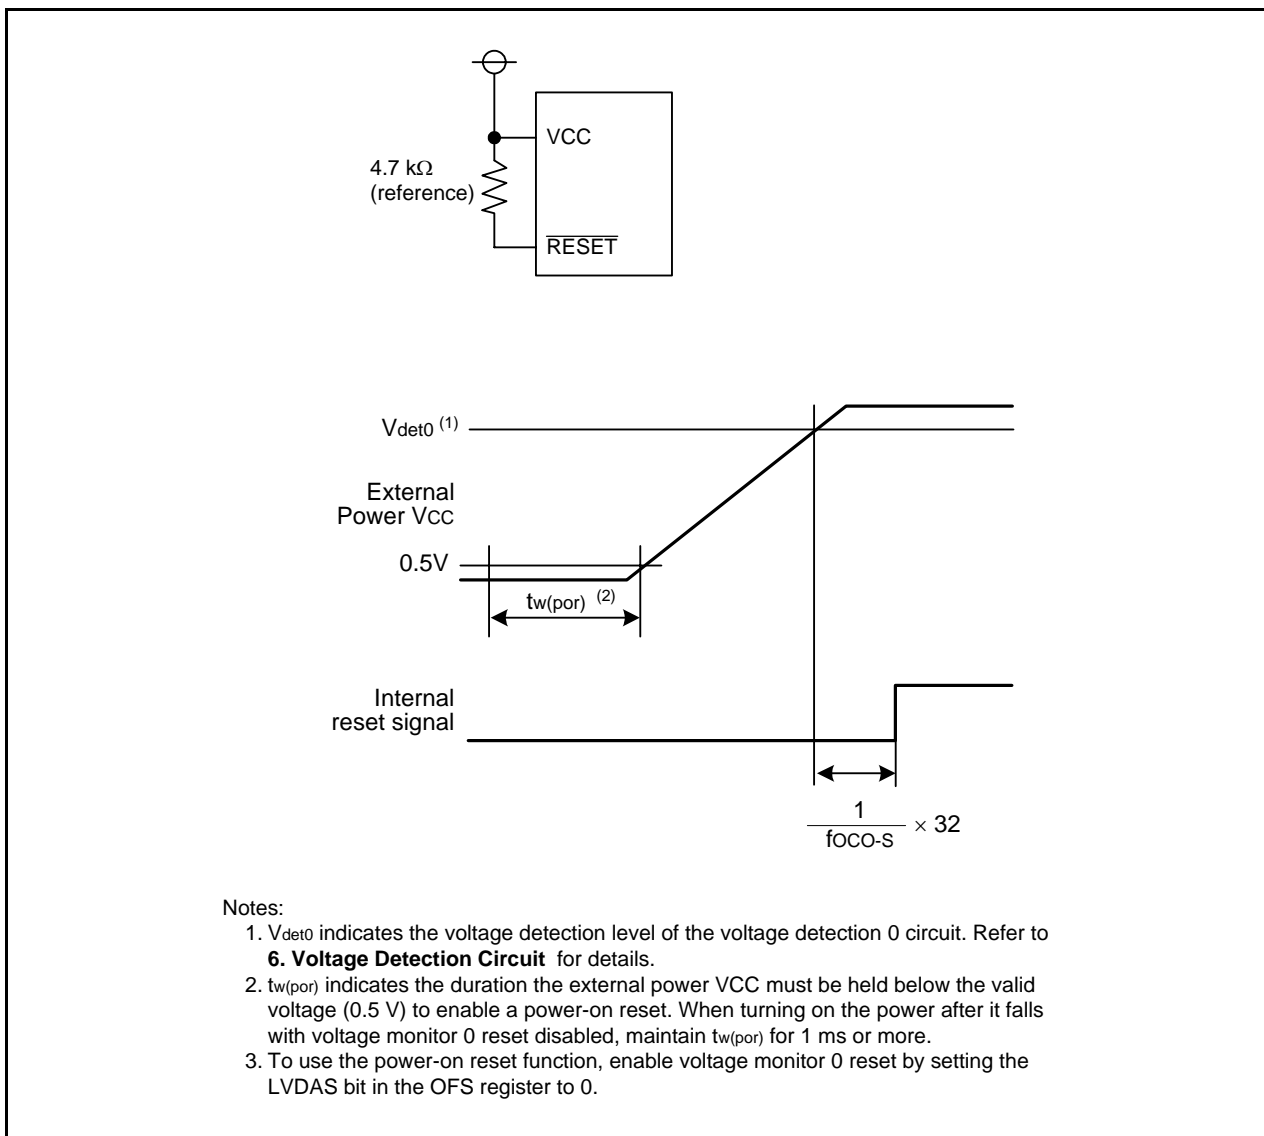 VCC
4.7 kΩ
(reference)
RESET
Vdet0 (1)
External
Power VCC
0.5V
tw(por) (2)
Internal
reset signal
1
fOCO-S
× 32
Notes:
1. Vdet0 indicates the voltage detection level of the voltage detection 0 circuit. Refer to
6. Voltage Detection Circuit for details.
2. tw(por) indicates the duration the external power VCC must be held below the valid
voltage (0.5 V) to enable a power-on reset. When turning on the power after it falls
with voltage monitor 0 reset disabled, maintain tw(por) for 1 ms or more.
3. To use the power-on reset function, enable voltage monitor 0 reset by setting the
LVDAS bit in the OFS register to 0.